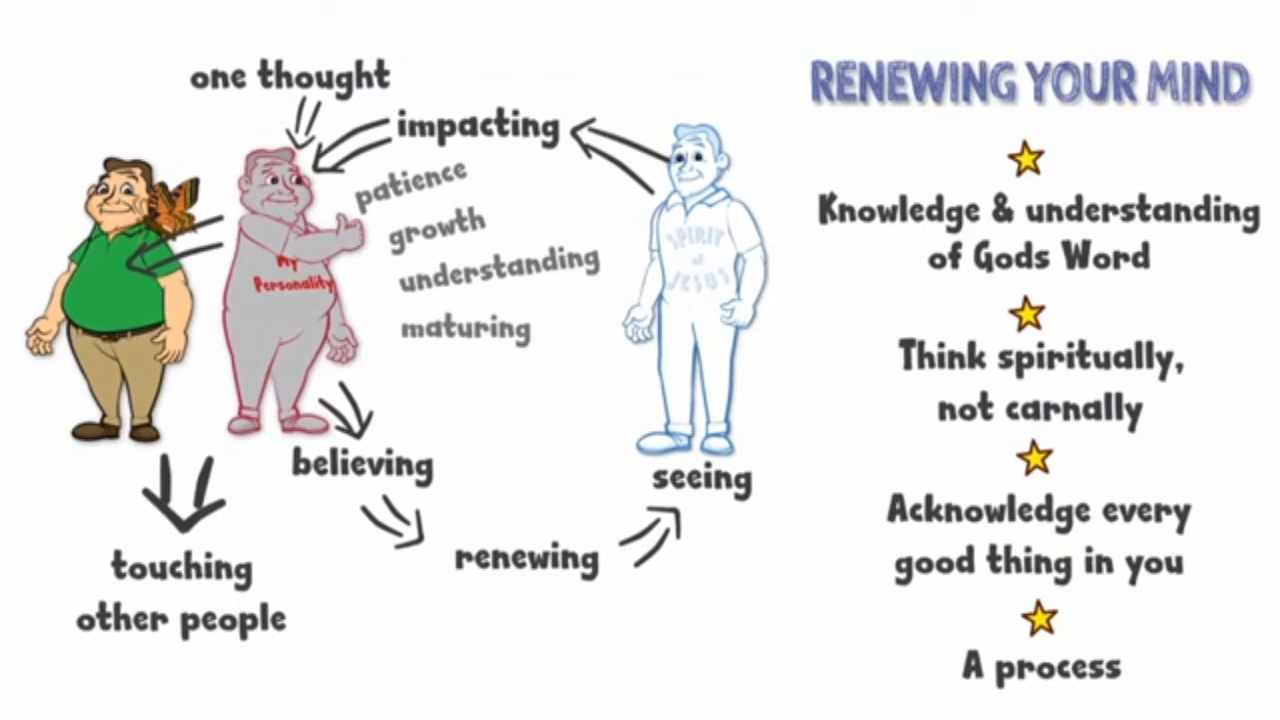 one thought
impacting
patience
growth
understanding
maturing
My
Personality
SPIRIT
of
JESUS
believing
renewing
seeing
touching
other people
RENEWING YOUR MIND
Knowledge & understanding
of Gods Word
Think spiritually,
not carnally
Acknowledge every
good thing in you
A process